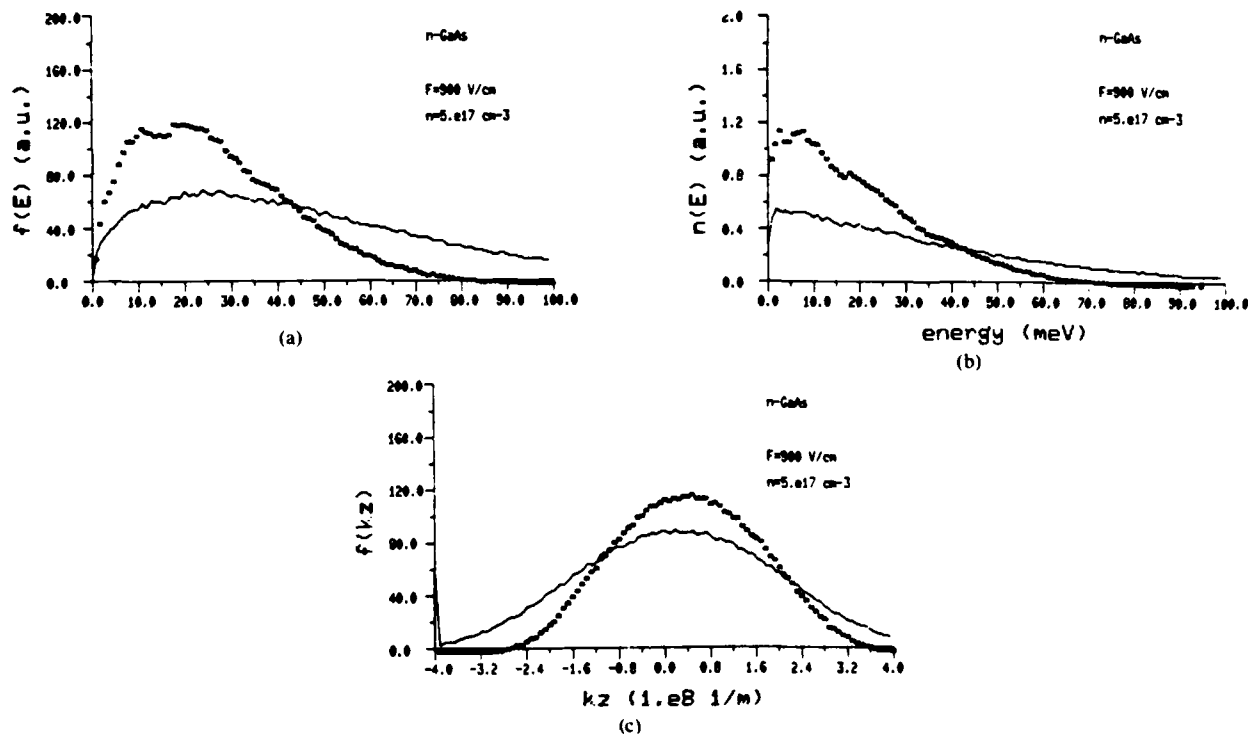 200.0
160.0
120.0
80.0
40.0
0.0
f(E) (a.u.)
n-GaAs
F=900 V/cm
n=5.e17 cm-3
0.0 10.0 20.0 30.0 40.0 50.0 60.0 70.0 80.0 90.0 100.0
(a)
2.0
1.6
1.2
0.8
0.4
0.0
n(E) (a.u.)
n-GaAs
F=900 V/cm
n=5.e17 cm-3
0.0 10.0 20.0 30.0 40.0 50.0 60.0 70.0 80.0 90.0 100.0
energy (meV)
(b)
200.0
160.0
120.0
80.0
40.0
0.0
f(kz)
n-GaAs
F=900 V/cm
n=5.e17 cm-3
-4.0 -3.2 -2.4 -1.6 -0.8 0.0 0.8 1.6 2.4 3.2 4.0
kz (1.e8 1/m)
(c)